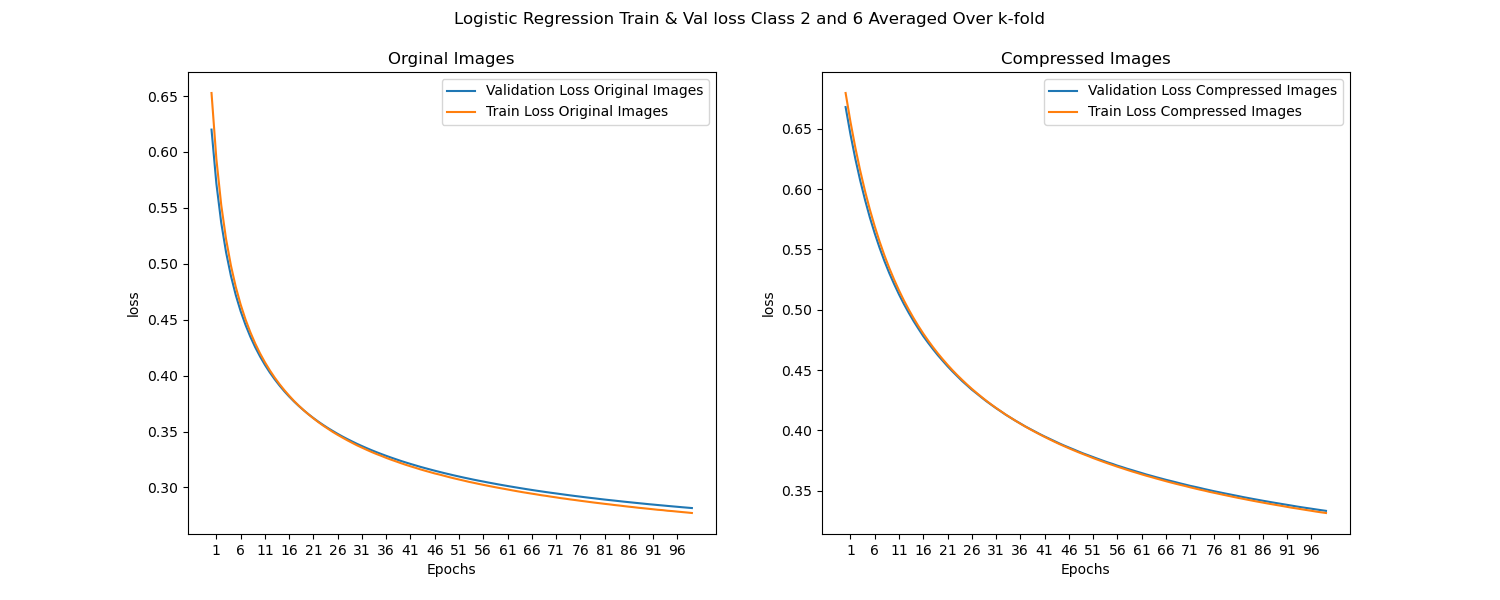 Logistic Regression Train & Val loss Class 2 and 6 Averaged Over k-fold
Orginal Images
Validation Loss Original Images
Train Loss Original Images
0.65
0.60
0.55
0.50
0.45
0.40
0.35
0.30
loss
1 6 11 16 21 26 31 36 41 46 51 56 61 66 71 76 81 86 91 96
Epochs
Compressed Images
Validation Loss Compressed Images
Train Loss Compressed Images
0.65
0.60
0.55
0.50
0.45
0.40
0.35
loss
1 6 11 16 21 26 31 36 41 46 51 56 61 66 71 76 81 86 91 96
Epochs